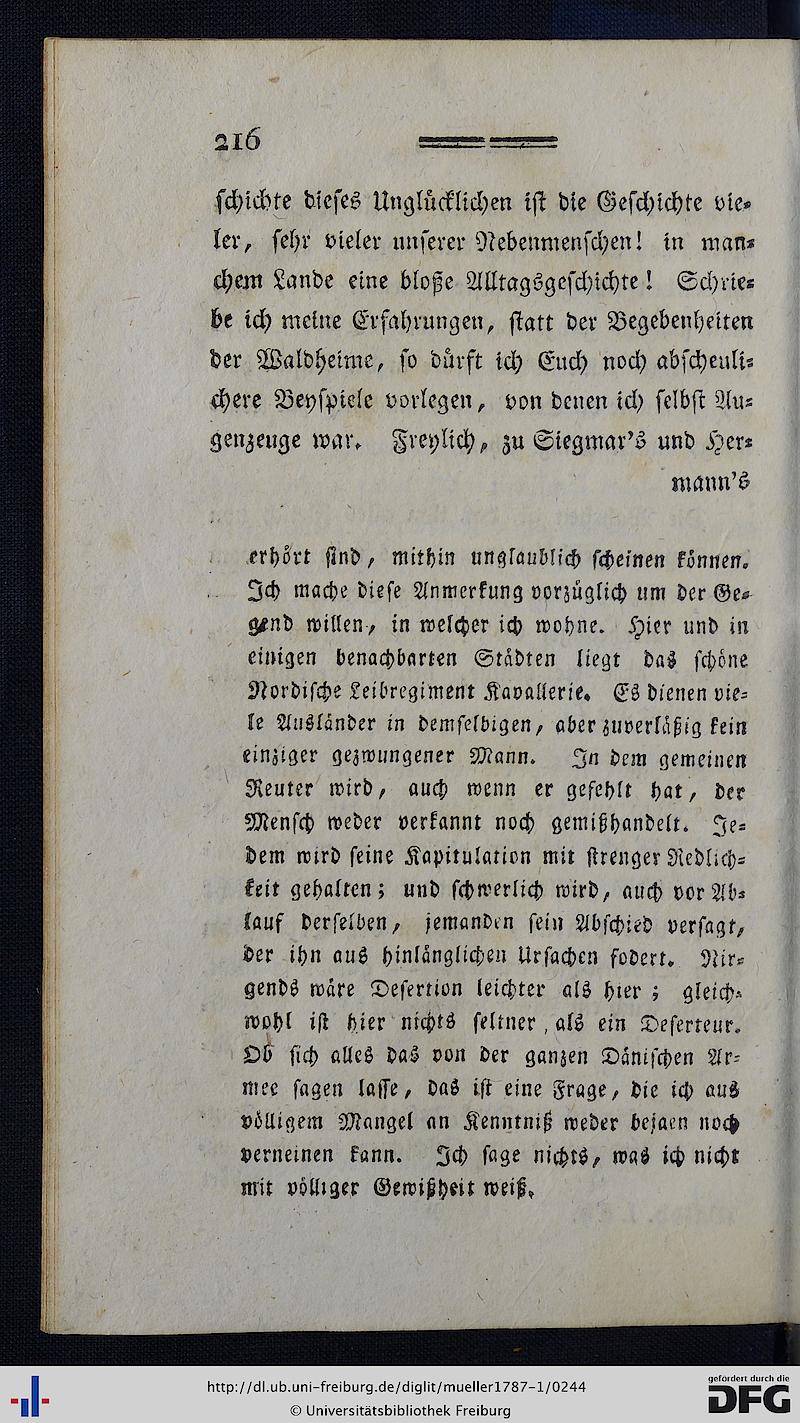 216
schichte dieses Unglücklichen ist die Geschichte vie-
ler, sehr vieler unserer Nebenmenschen! in man-
chem Lande eine bloße Alltagsgeschichte! Schrie-
be ich meine Erfahrungen, statt der Begebenheiten
der Waldheime, so dürft ich Euch noch abscheuli-
chere Beyspiele vorlegen, von denen ich selbst Au-
genzeuge war. Freylich, zu Siegmar's und Her-
mann's
erhört sind, mithin unglaublich scheinen können.
Ich mache diese Anmerkung vorzüglich um der Ge-
gend willen, in welcher ich wohne. Hier und in
einigen benachbarten Städten liegt das schöne
Nordische Leibregiment Kavallerie. Es dienen vie-
le Ausländer in demselbigen, aber zuverläßig kein
einziger gezwungener Mann. In dem gemeinen
Reuter wird, auch wenn er gefehlt hat, der
Mensch weder verkannt noch gemißhandelt. Je-
dem wird seine Kapitulation mit strenger Redlich-
keit gehalten; und schwerlich wird, auch vor Ab-
lauf derselben, jemanden sein Abschied versagt,
der ihn aus hinlänglichen Ursachen fodert. Nir-
gends wäre Desertion leichter als hier; gleich-
wohl ist hier nichts seltner, als ein Deserteur.
Ob sich alles das von der ganzen Dänischen Ar-
mee sagen lasse, das ist eine Frage, die ich aus
völligem Mangel an Kenntniß weder bejaen noch
verneinen kann. Ich sage nichts, was ich nicht
mit völliger Gewißheit weiß.
http://dl.ub.uni-freiburg.de/diglit/mueller1787-1/0244
© Universitätsbibliothek Freiburg
gefördert durch die
DFG